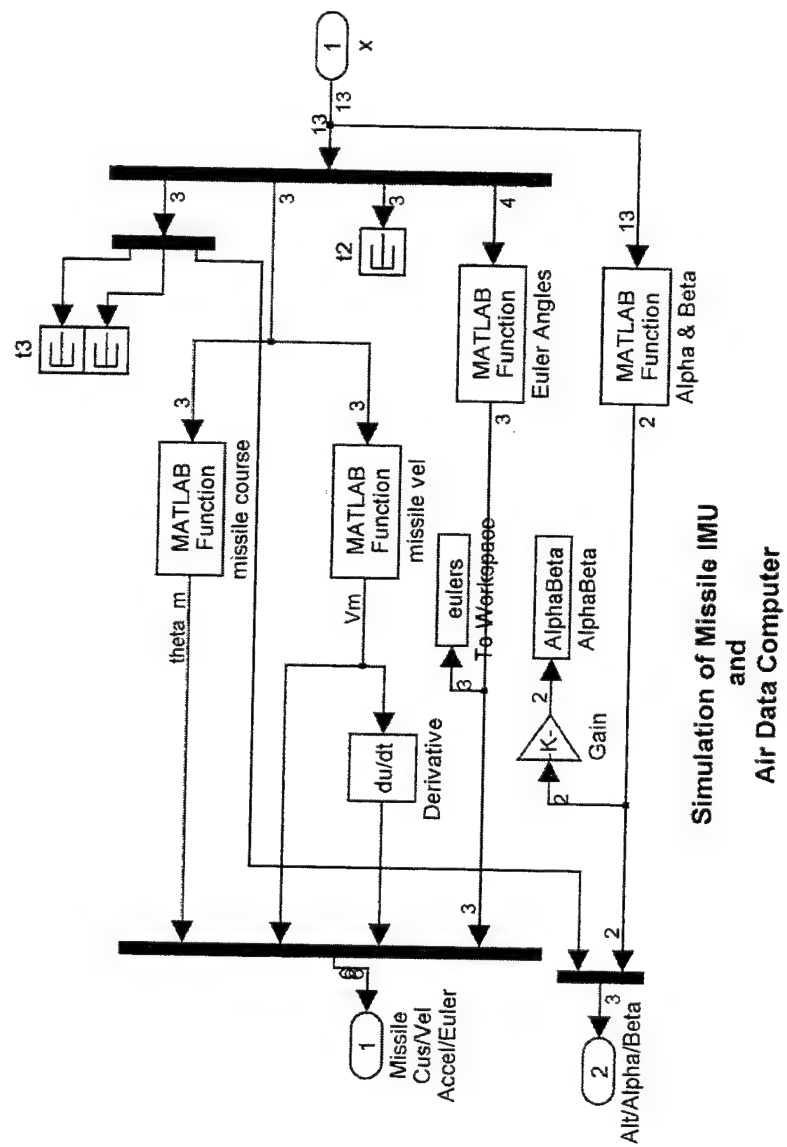 1
x
13
13
3
3
3
4
13
t3
t2
MATLAB
Function
Euler Angles
MATLAB
Function
Alpha & Beta
3
3
3
2
MATLAB
Function
missile course
MATLAB
Function
missile vel
theta_m
Vm
eulers
To Workspace
3
AlphaBeta
AlphaBeta
2
-K-
Gain
2
du/dt
Derivative
3
2
1
Missile
Cus/Vel
Accel/Euler
3
2
Alt/Alpha/Beta
Simulation of Missile IMU
and
Air Data Computer